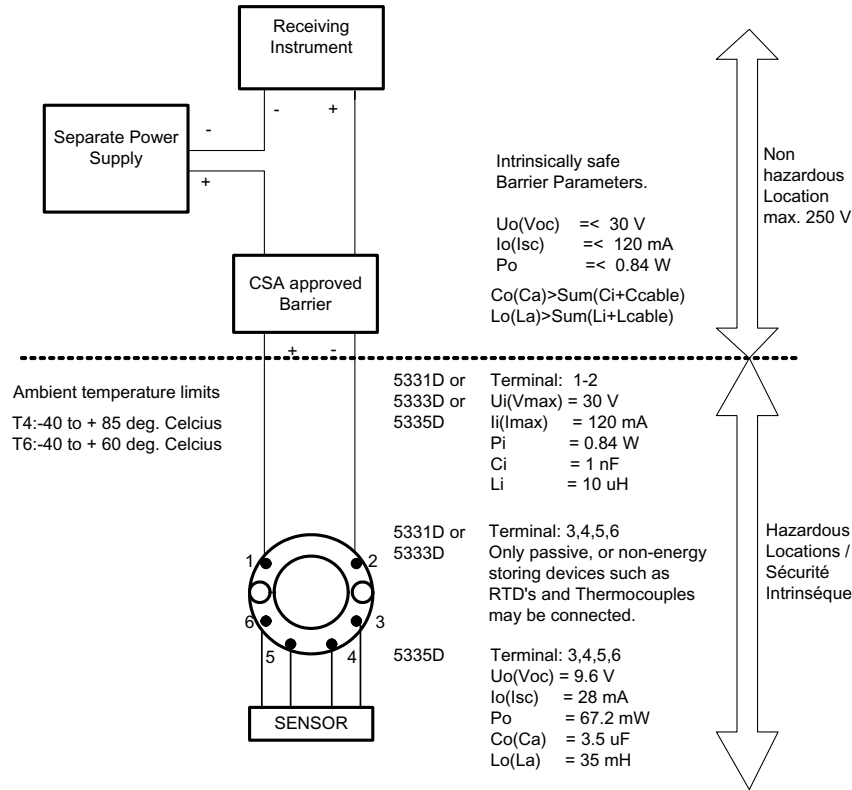 Receiving
Instrument
-
+
Separate Power
Supply
-
+
CSA approved
Barrier
+
-
Intrinsically safe
Barrier Parameters.
Uo(Voc) =< 30 V
Io(Isc) =< 120 mA
Po =< 0.84 W
Co(Ca)>Sum(Ci+Ccable)
Lo(La)>Sum(Li+Lcable)
Non
hazardous
Location
max. 250 V
Ambient temperature limits
T4:-40 to + 85 deg. Celcius
T6:-40 to + 60 deg. Celcius
5331D or
5333D or
5335D
Terminal: 1-2
Ui(Vmax) = 30 V
Ii(Imax) = 120 mA
Pi = 0.84 W
Ci = 1 nF
Li = 10 uH
5331D or
5333D
Terminal: 3,4,5,6
Only passive, or non-energy
storing devices such as
RTD's and Thermocouples
may be connected.
Hazardous
Locations /
Sécurité
Intrinséque
1
2
6
3
5
4
SENSOR
5335D
Terminal: 3,4,5,6
Uo(Voc) = 9.6 V
Io(Isc) = 28 mA
Po = 67.2 mW
Co(Ca) = 3.5 uF
Lo(La) = 35 mH